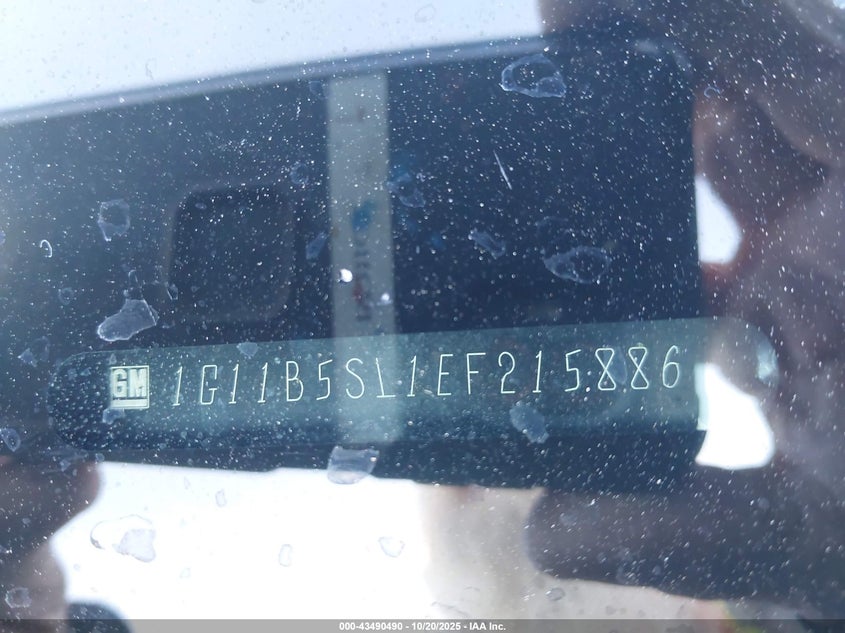 GM 1G11B5SL1EF215886
000-43490490 - 10/20/2025 - IAA Inc.